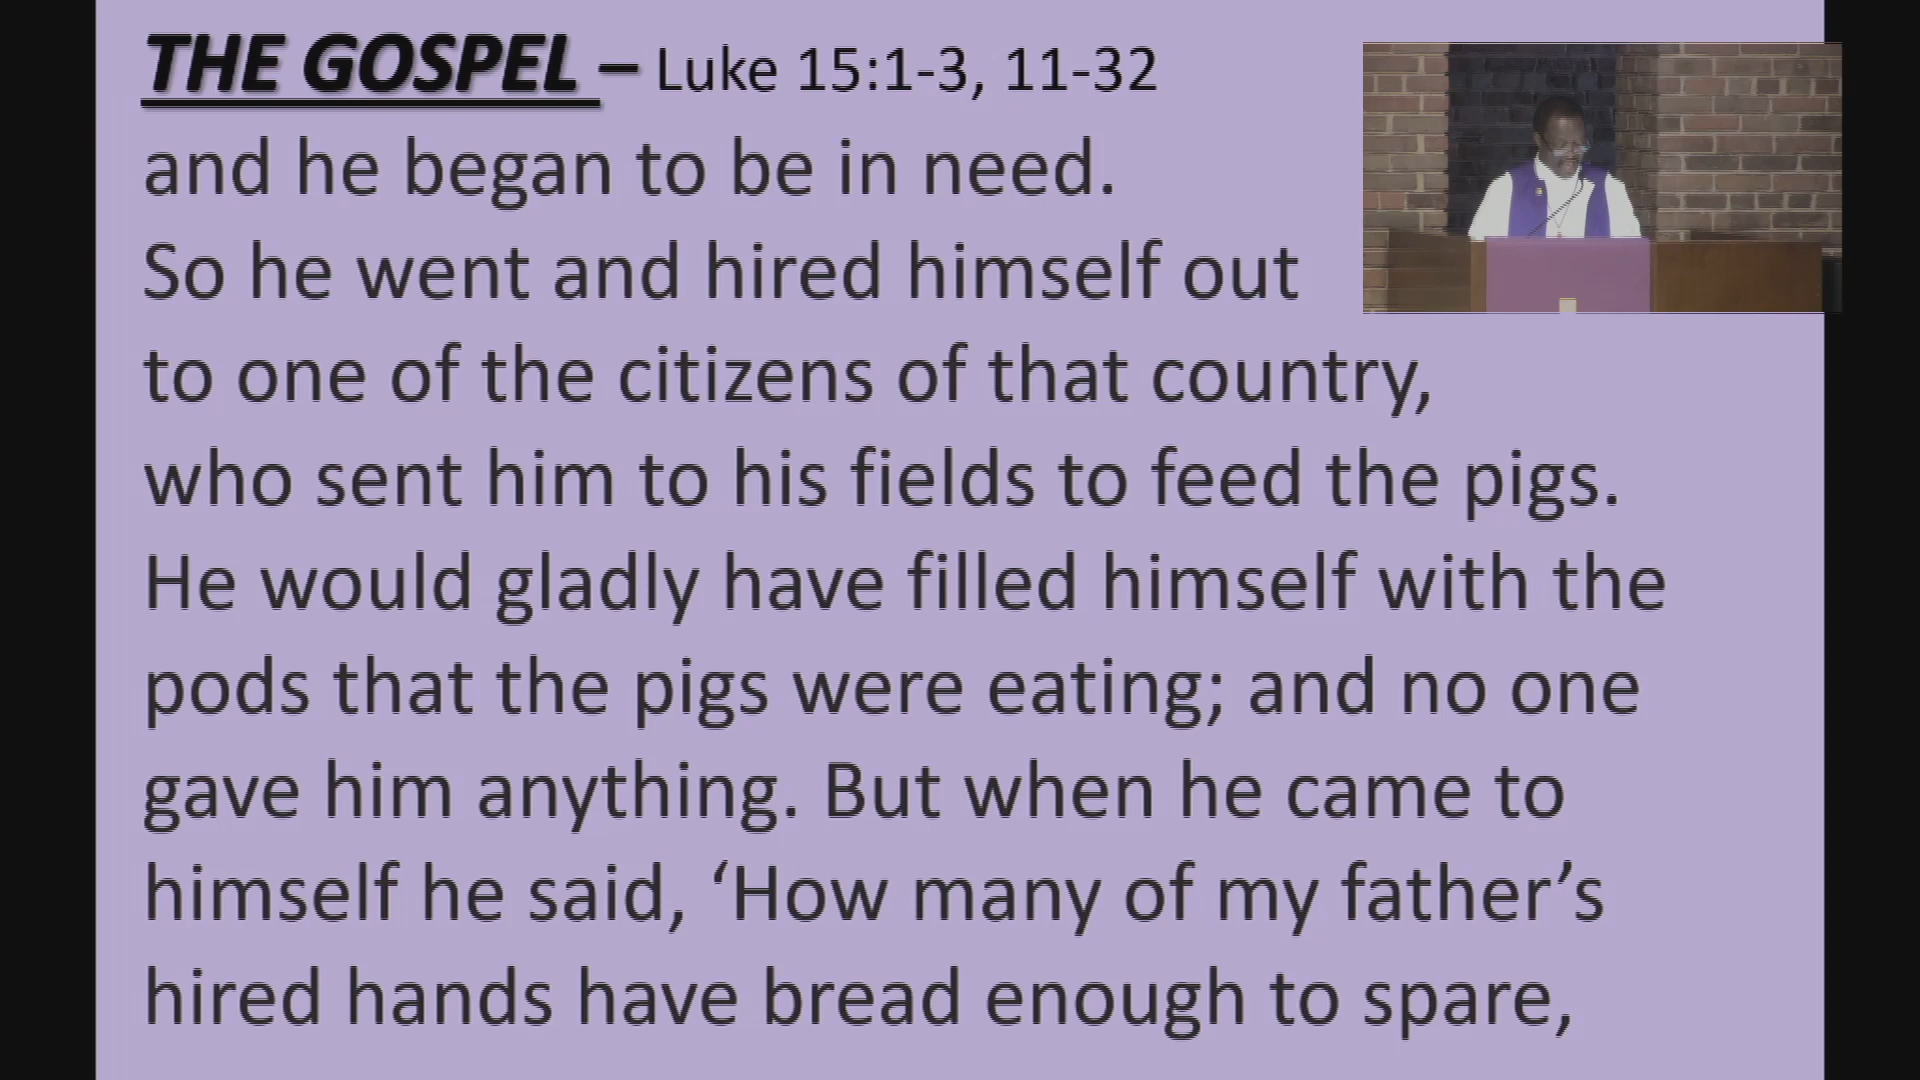 THE GOSPEL – Luke 15:1-3, 11-32
and he began to be in need.
So he went and hired himself out
to one of the citizens of that country,
who sent him to his fields to feed the pigs.
He would gladly have filled himself with the
pods that the pigs were eating; and no one
gave him anything. But when he came to
himself he said, ‘How many of my father’s
hired hands have bread enough to spare,